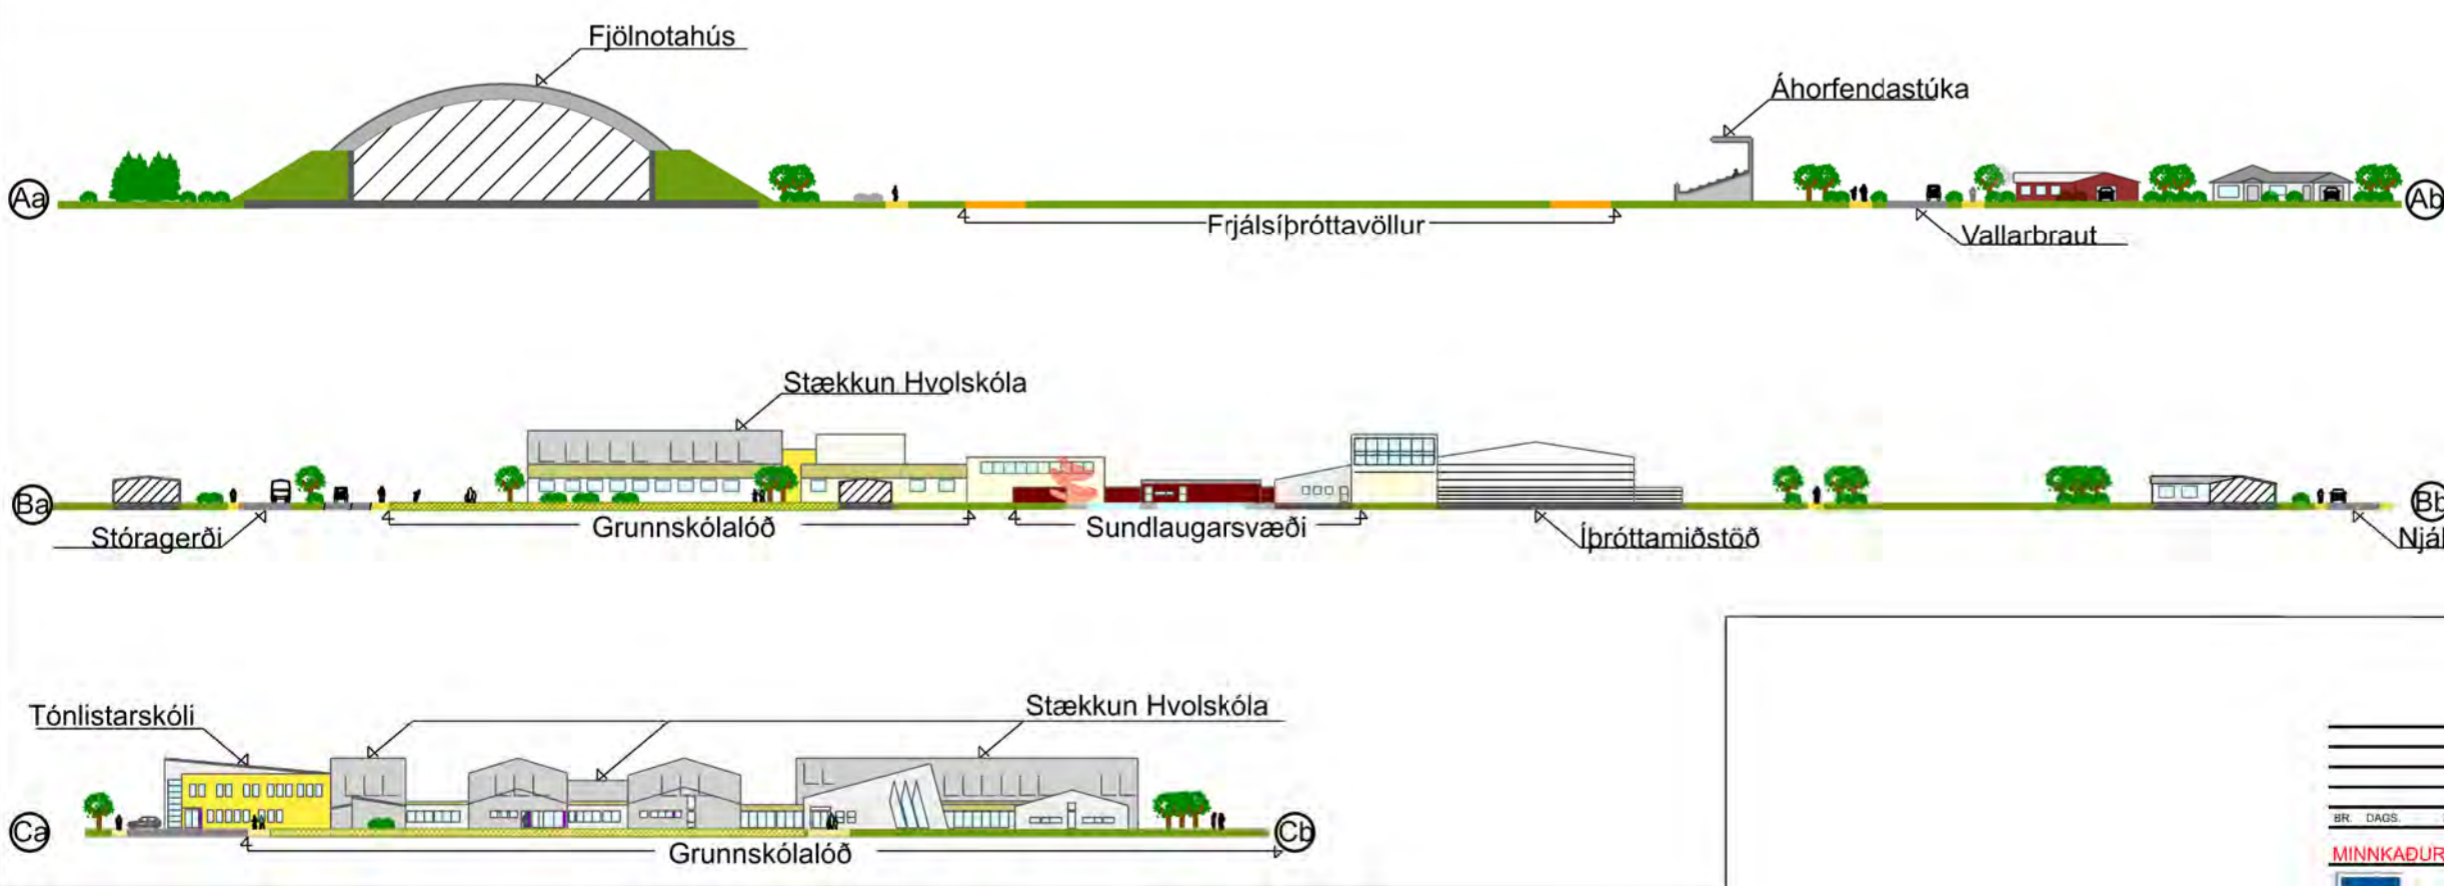 Fjölnotahús
Áhorfendastúka
Aa
Ab
Frjálsíþróttavöllur
Vallarbraut
Stækkun Hvolskóla
Ba
Bb
Stóragerði
Grunnskólalóð
Sundlaugarsvæði
Íþróttamiðstöð
Njál
Tónlistarskóli
Stækkun Hvolskóla
Ca
Cb
Grunnskólalóð
BR. DAGS.
MINNKAÐUR